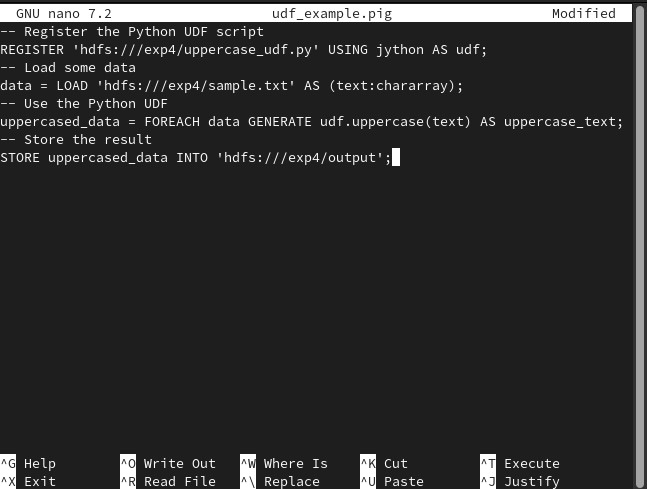 GNU nano 7.2 udf_example.pig Modified
-- Register the Python UDF script
REGISTER 'hdfs:///exp4/uppercase_udf.py' USING jython AS udf;
-- Load some data
data = LOAD 'hdfs:///exp4/sample.txt' AS (text:chararray);
-- Use the Python UDF
uppercased_data = FOREACH data GENERATE udf.uppercase(text) AS uppercase_text;
-- Store the result
STORE uppercased_data INTO 'hdfs:///exp4/output';
^G Help ^O Write Out ^W Where Is ^K Cut ^T Execute
^X Exit ^R Read File ^\ Replace ^U Paste ^J Justify